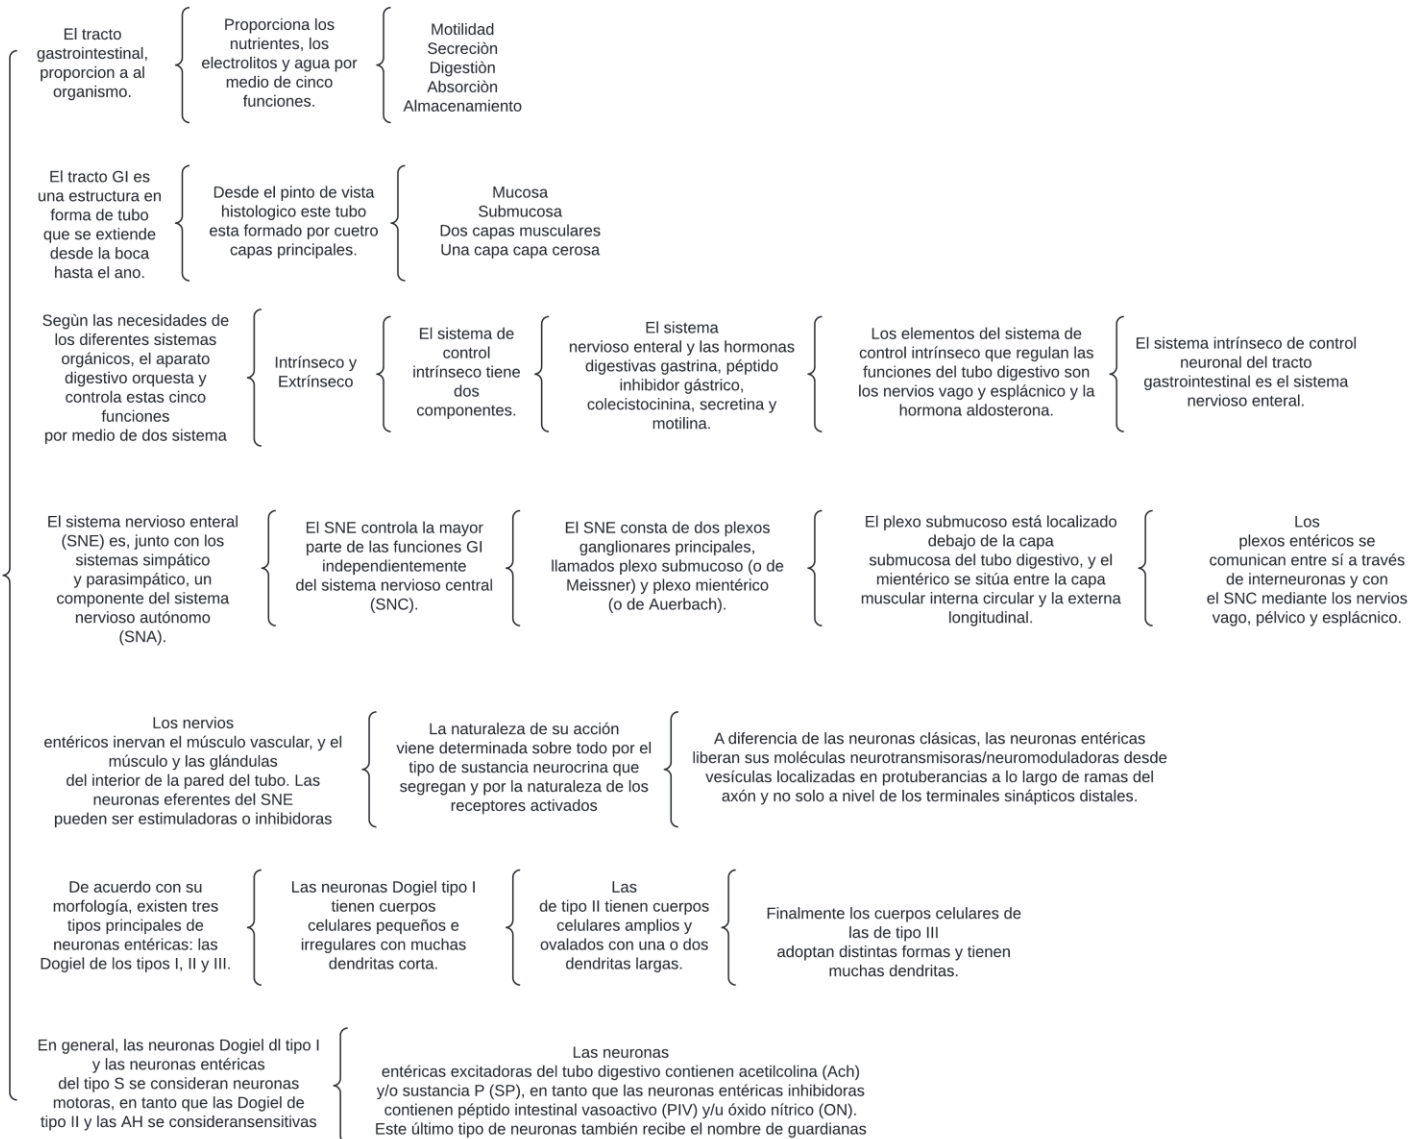 El tracto
gastrointestinal,
proporcion a al
organismo.
Proporciona los
nutrientes, los
electrolitos y agua por
medio de cinco
funciones.
Motilidad
Secreciòn
Digestiòn
Absorciòn
Almacenamiento
El tracto GI es
una estructura en
forma de tubo
que se extiende
desde la boca
hasta el ano.
Desde el pinto de vista
histologico este tubo
esta formado por cuetro
capas principales.
Mucosa
Submucosa
Dos capas musculares
Una capa capa cerosa
Segùn las necesidades de
los diferentes sistemas
orgánicos, el aparato
digestivo orquesta y
controla estas cinco
funciones
por medio de dos sistema
Intrínseco y
Extrínseco
El sistema de
control
intrínseco tiene
dos
componentes.
El sistema
nervioso enteral y las hormonas
digestivas gastrina, péptido
inhibidor gástrico,
colecistocinina, secretina y
motilina.
Los elementos del sistema de
control intrínseco que regulan las
funciones del tubo digestivo son
los nervios vago y esplácnico y la
hormona aldosterona.
El sistema intrínseco de control
neuronal del tracto
gastrointestinal es el sistema
nervioso enteral.
El sistema nervioso enteral
(SNE) es, junto con los
sistemas simpático
y parasimpático, un
componente del sistema
nervioso autónomo
(SNA).
El SNE controla la mayor
parte de las funciones GI
independientemente
del sistema nervioso central
(SNC).
El SNE consta de dos plexos
ganglionares principales,
llamados plexo submucoso (o de
Meissner) y plexo mientérico
(o de Auerbach).
El plexo submucoso está localizado
debajo de la capa
submucosa del tubo digestivo, y el
mientérico se sitúa entre la capa
muscular interna circular y la externa
longitudinal.
Los
plexos entéricos se
comunican entre sí a través
de interneuronas y con
el SNC mediante los nervios
vago, pélvico y esplácnico.
Los nervios
entéricos inervan el músculo vascular, y el
músculo y las glándulas
del interior de la pared del tubo. Las
neuronas eferentes del SNE
pueden ser estimuladoras o inhibidoras
La naturaleza de su acción
viene determinada sobre todo por el
tipo de sustancia neurocrina que
segregan y por la naturaleza de los
receptores activados
A diferencia de las neuronas clásicas, las neuronas entéricas
liberan sus moléculas neurotransmisoras/neuromoduladoras desde
vesículas localizadas en protuberancias a lo largo de ramas del
axón y no solo a nivel de los terminales sinápticos distales.
De acuerdo con su
morfología, existen tres
tipos principales de
neuronas entéricas: las
Dogiel de los tipos I, II y III.
Las neuronas Dogiel tipo I
tienen cuerpos
celulares pequeños e
irregulares con muchas
dendritas corta.
Las
de tipo II tienen cuerpos
celulares amplios y
ovalados con una o dos
dendritas largas.
Finalmente los cuerpos celulares de
las de tipo III
adoptan distintas formas y tienen
muchas dendritas.
En general, las neuronas Dogiel dl tipo I
y las neuronas entéricas
del tipo S se consideran neuronas
motoras, en tanto que las Dogiel de
tipo II y las AH se consideransensitivas
Las neuronas
entéricas excitadoras del tubo digestivo contienen acetilcolina (Ach)
y/o sustancia P (SP), en tanto que las neuronas entéricas inhibidoras
contienen péptido intestinal vasoactivo (PIV) y/u óxido nítrico (ON).
Este último tipo de neuronas también recibe el nombre de guardianas